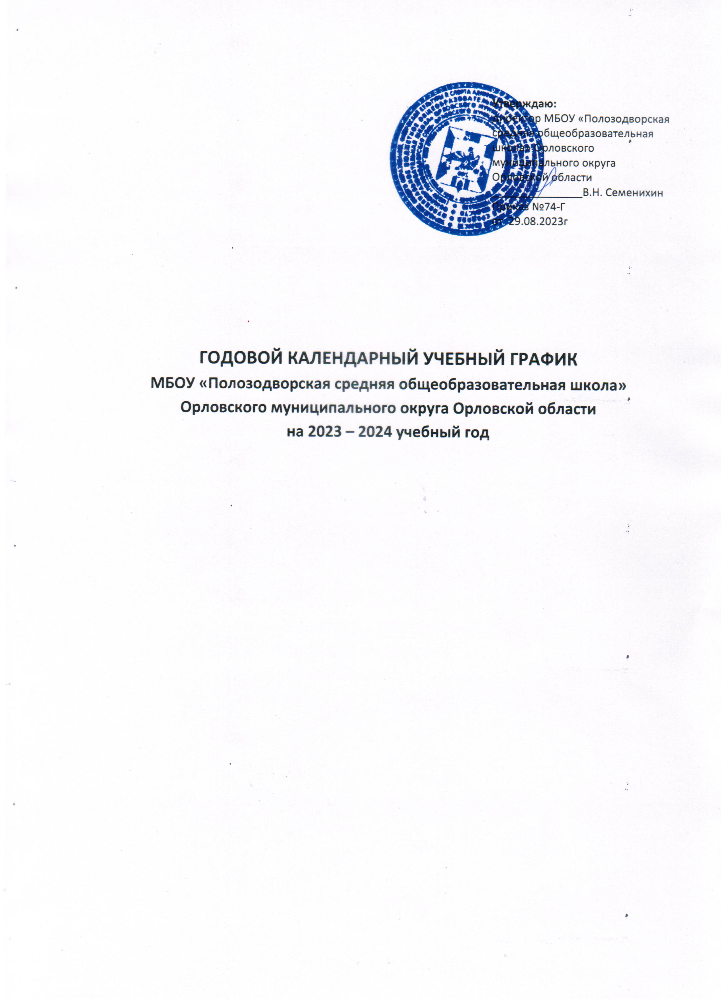 Утверждаю:
директор МБОУ «Полозодворская
средняя общеобразовательная
школа» Орловского
муниципального округа
Орловской области
В.Н. Семенихин
Приказ №74-Г
от 29.08.2023г
ГОДОВОЙ КАЛЕНДАРНЫЙ УЧЕБНЫЙ ГРАФИК
МБОУ «Полозодворская средняя общеобразовательная школа»
Орловского муниципального округа Орловской области
на 2023 – 2024 учебный год